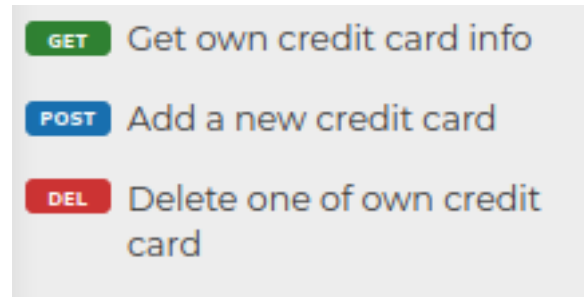 GET Get own credit card info
POST Add a new credit card
DEL Delete one of own credit
card